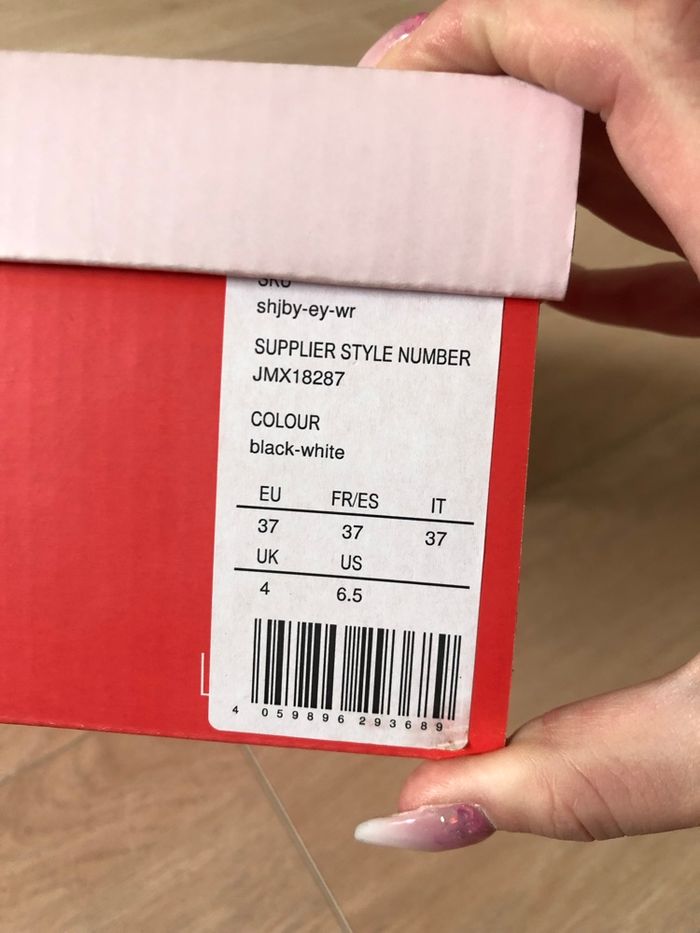 SKU
shjby-ey-wr
SUPPLIER STYLE NUMBER
JMX18287
COLOUR
black-white
EU FR/ES IT
37 37 37
UK US
4 6.5
4 059896 293689